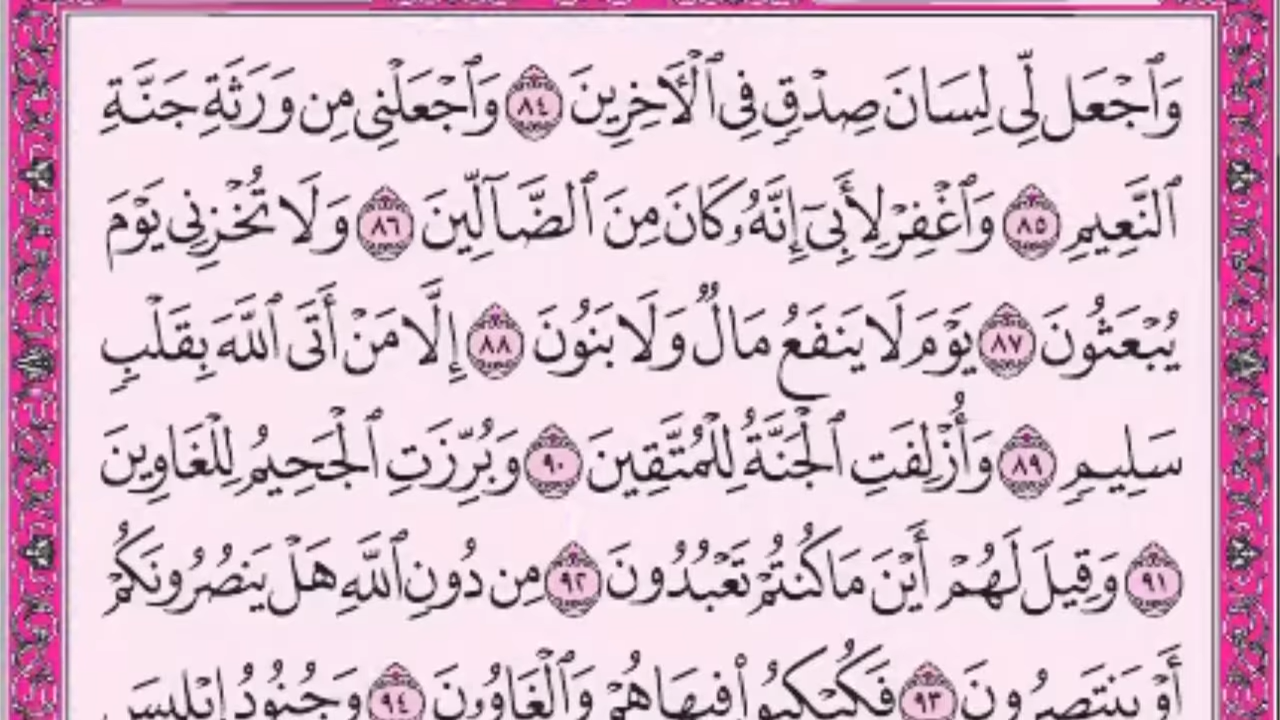 وَٱجْعَل لِّى لِسَانَ صِدْقٍ فِى ٱلْـَٔاخِرِينَ ٨٤ وَٱجْعَلْنِى مِن وَرَثَةِ جَنَّةِ
ٱلنَّعِيمِ ٨٥ وَٱغْفِرْ لِأَبِىٓ إِنَّهُۥ كَانَ مِنَ ٱلضَّآلِّينَ ٨٦ وَلَا تُخْزِنِى يَوْمَ
يُبْعَثُونَ ٨٧ يَوْمَ لَا يَنفَعُ مَالٌ وَلَا بَنُونَ ٨٨ إِلَّا مَنْ أَتَى ٱللَّهَ بِقَلْبٍ
سَلِيمٍ ٨٩ وَأُزْلِفَتِ ٱلْجَنَّةُ لِلْمُتَّقِينَ ٩٠ وَبُرِّزَتِ ٱلْجَحِيمُ لِلْغَاوِينَ
٩١ وَقِيلَ لَهُمْ أَيْنَ مَا كُنتُمْ تَعْبُدُونَ ٩٢ مِن دُونِ ٱللَّهِ هَلْ يَنصُرُونَكُمْ
أَوْ يَنتَصِرُونَ ٩٣ فَكُبْكِبُوا۟ فِيهَا هُمْ وَٱلْغَاوُۥنَ ٩٤ وَجُنُودُ إِبْلِيسَ